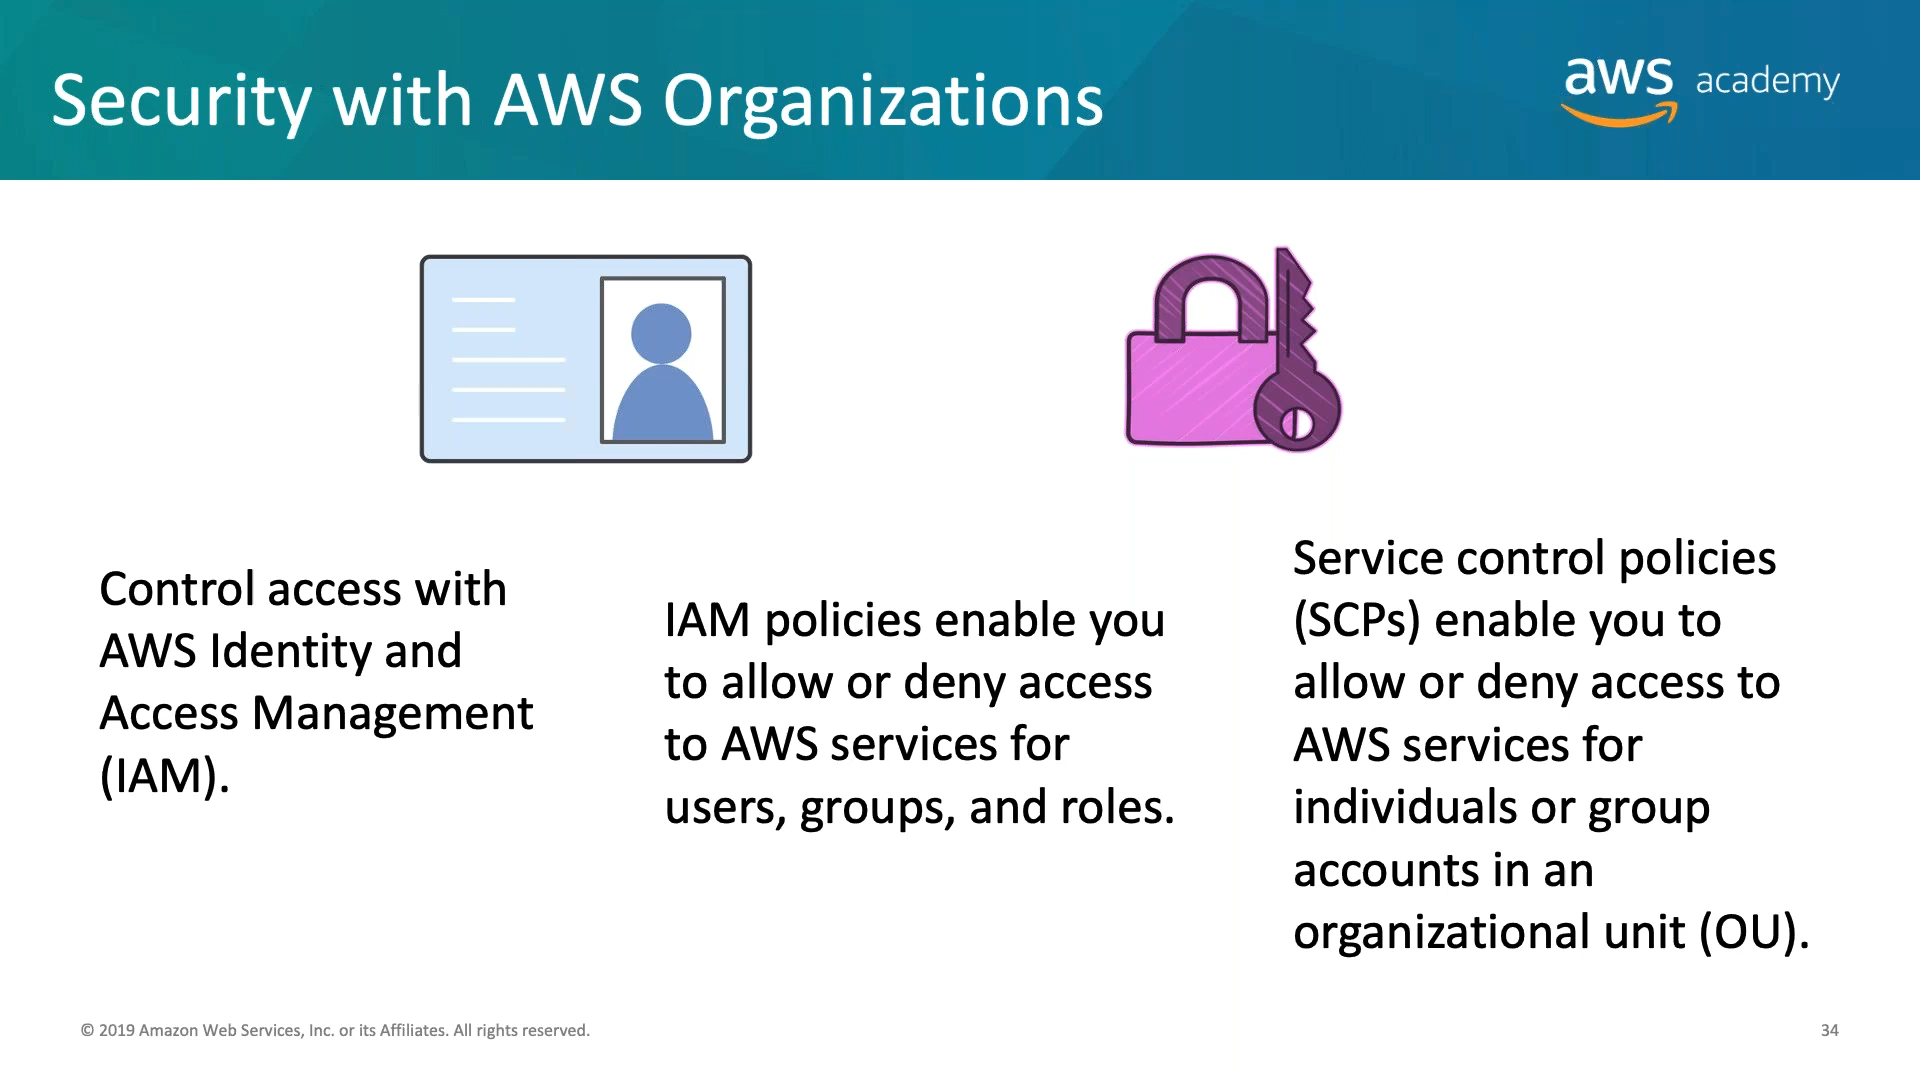 Security with AWS Organizations
aws academy
Control access with
AWS Identity and
Access Management
(IAM).
IAM policies enable you
to allow or deny access
to AWS services for
users, groups, and roles.
Service control policies
(SCPs) enable you to
allow or deny access to
AWS services for
individuals or group
accounts in an
organizational unit (OU).
© 2019 Amazon Web Services, Inc. or its Affiliates. All rights reserved.
34